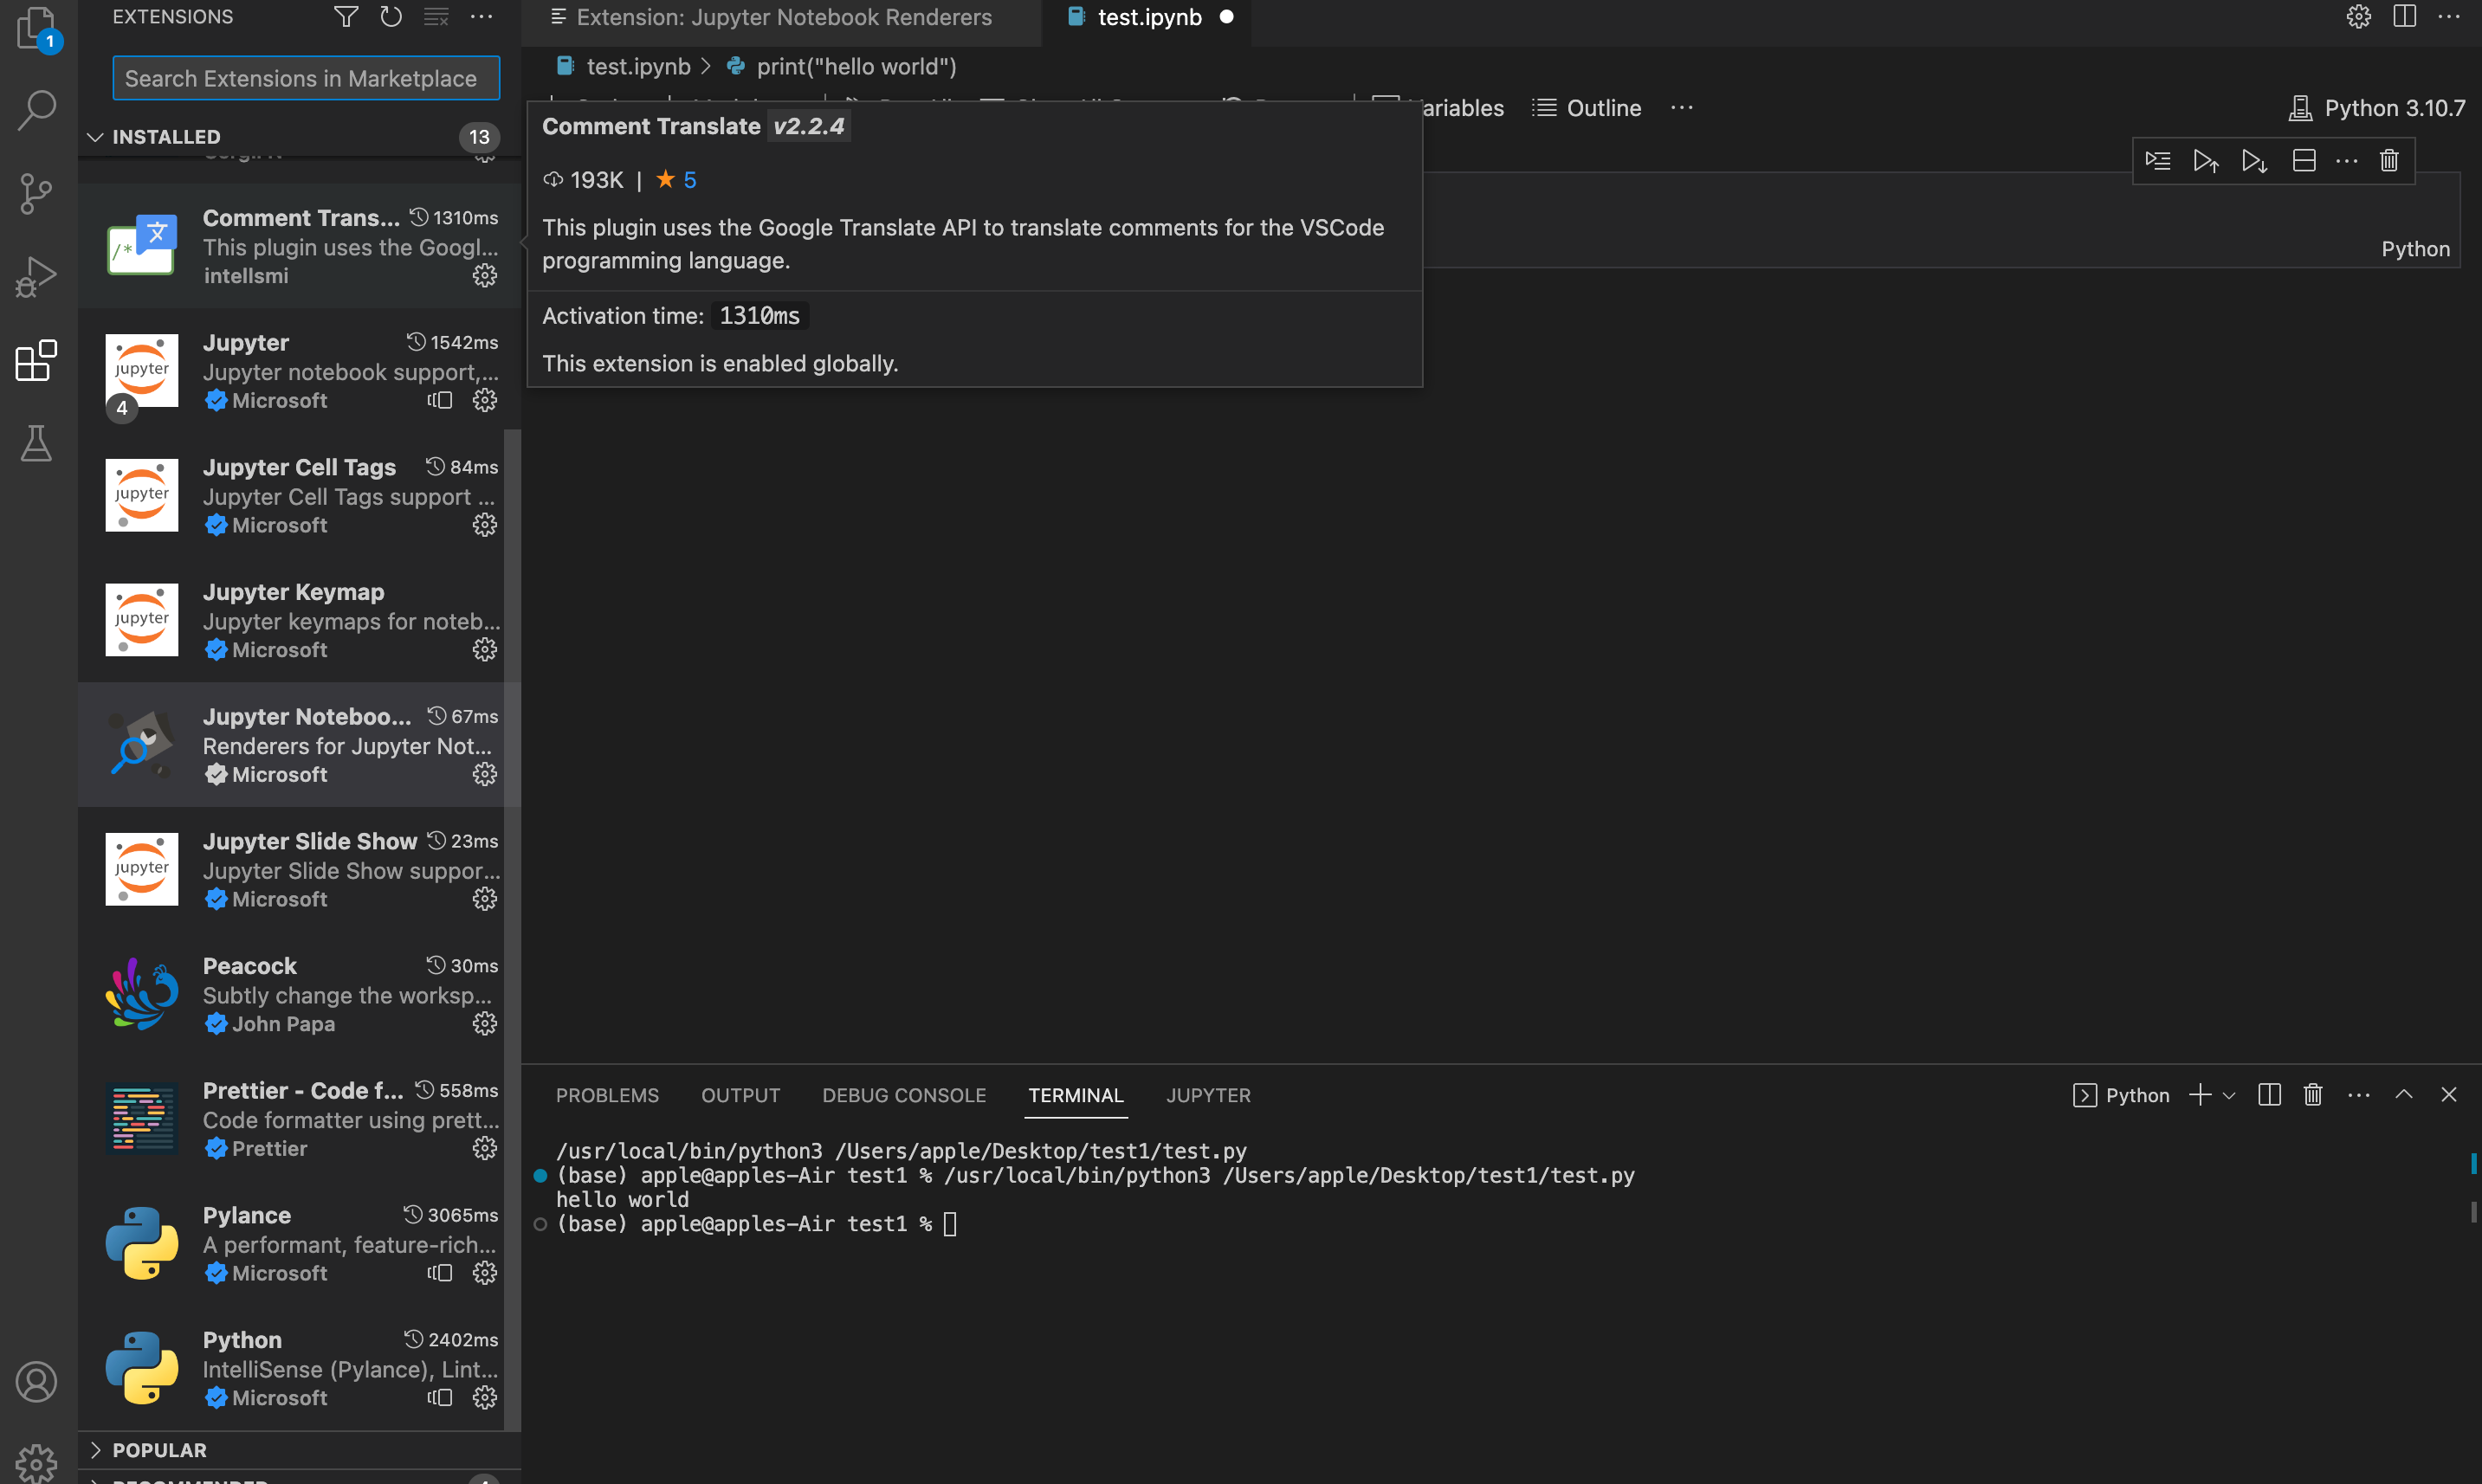 1
EXTENSIONS
Search Extensions in Marketplace
INSTALLED
13
Comment Trans...
1310ms
This plugin uses the Googl...
intellsmi
Jupyter
1542ms
Jupyter notebook support,...
Microsoft
jupyter
4
Jupyter Cell Tags
84ms
Jupyter Cell Tags support ...
Microsoft
jupyter
Jupyter Keymap
Jupyter keymaps for noteb...
Microsoft
jupyter
Jupyter Noteboo...
67ms
Renderers for Jupyter Not...
Microsoft
Jupyter Slide Show
23ms
Jupyter Slide Show suppor...
Microsoft
jupyter
Peacock
30ms
Subtly change the worksp...
John Papa
Prettier - Code f...
558ms
Code formatter using prett...
Prettier
Pylance
3065ms
A performant, feature-rich...
Microsoft
Python
2402ms
IntelliSense (Pylance), Lint...
Microsoft
POPULAR
Extension: Jupyter Notebook Renderers
test.ipynb
test.ipynb > print("hello world")
ariables
Outline
Python 3.10.7
Comment Translate v2.2.4
193K | ★ 5
This plugin uses the Google Translate API to translate comments for the VSCode
programming language.
Activation time: 1310ms
This extension is enabled globally.
Python
PROBLEMS OUTPUT DEBUG CONSOLE TERMINAL JUPYTER
Python
/usr/local/bin/python3 /Users/apple/Desktop/test1/test.py
(base) apple@apples-Air test1 % /usr/local/bin/python3 /Users/apple/Desktop/test1/test.py
hello world
(base) apple@apples-Air test1 %